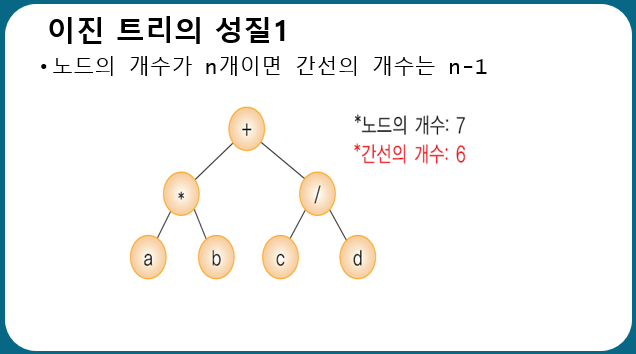 이진 트리의 성질1
•노드의 개수가 n개이면 간선의 개수는 n-1
*노드의 개수: 7
*간선의 개수: 6
+
*
/
a
b
c
d